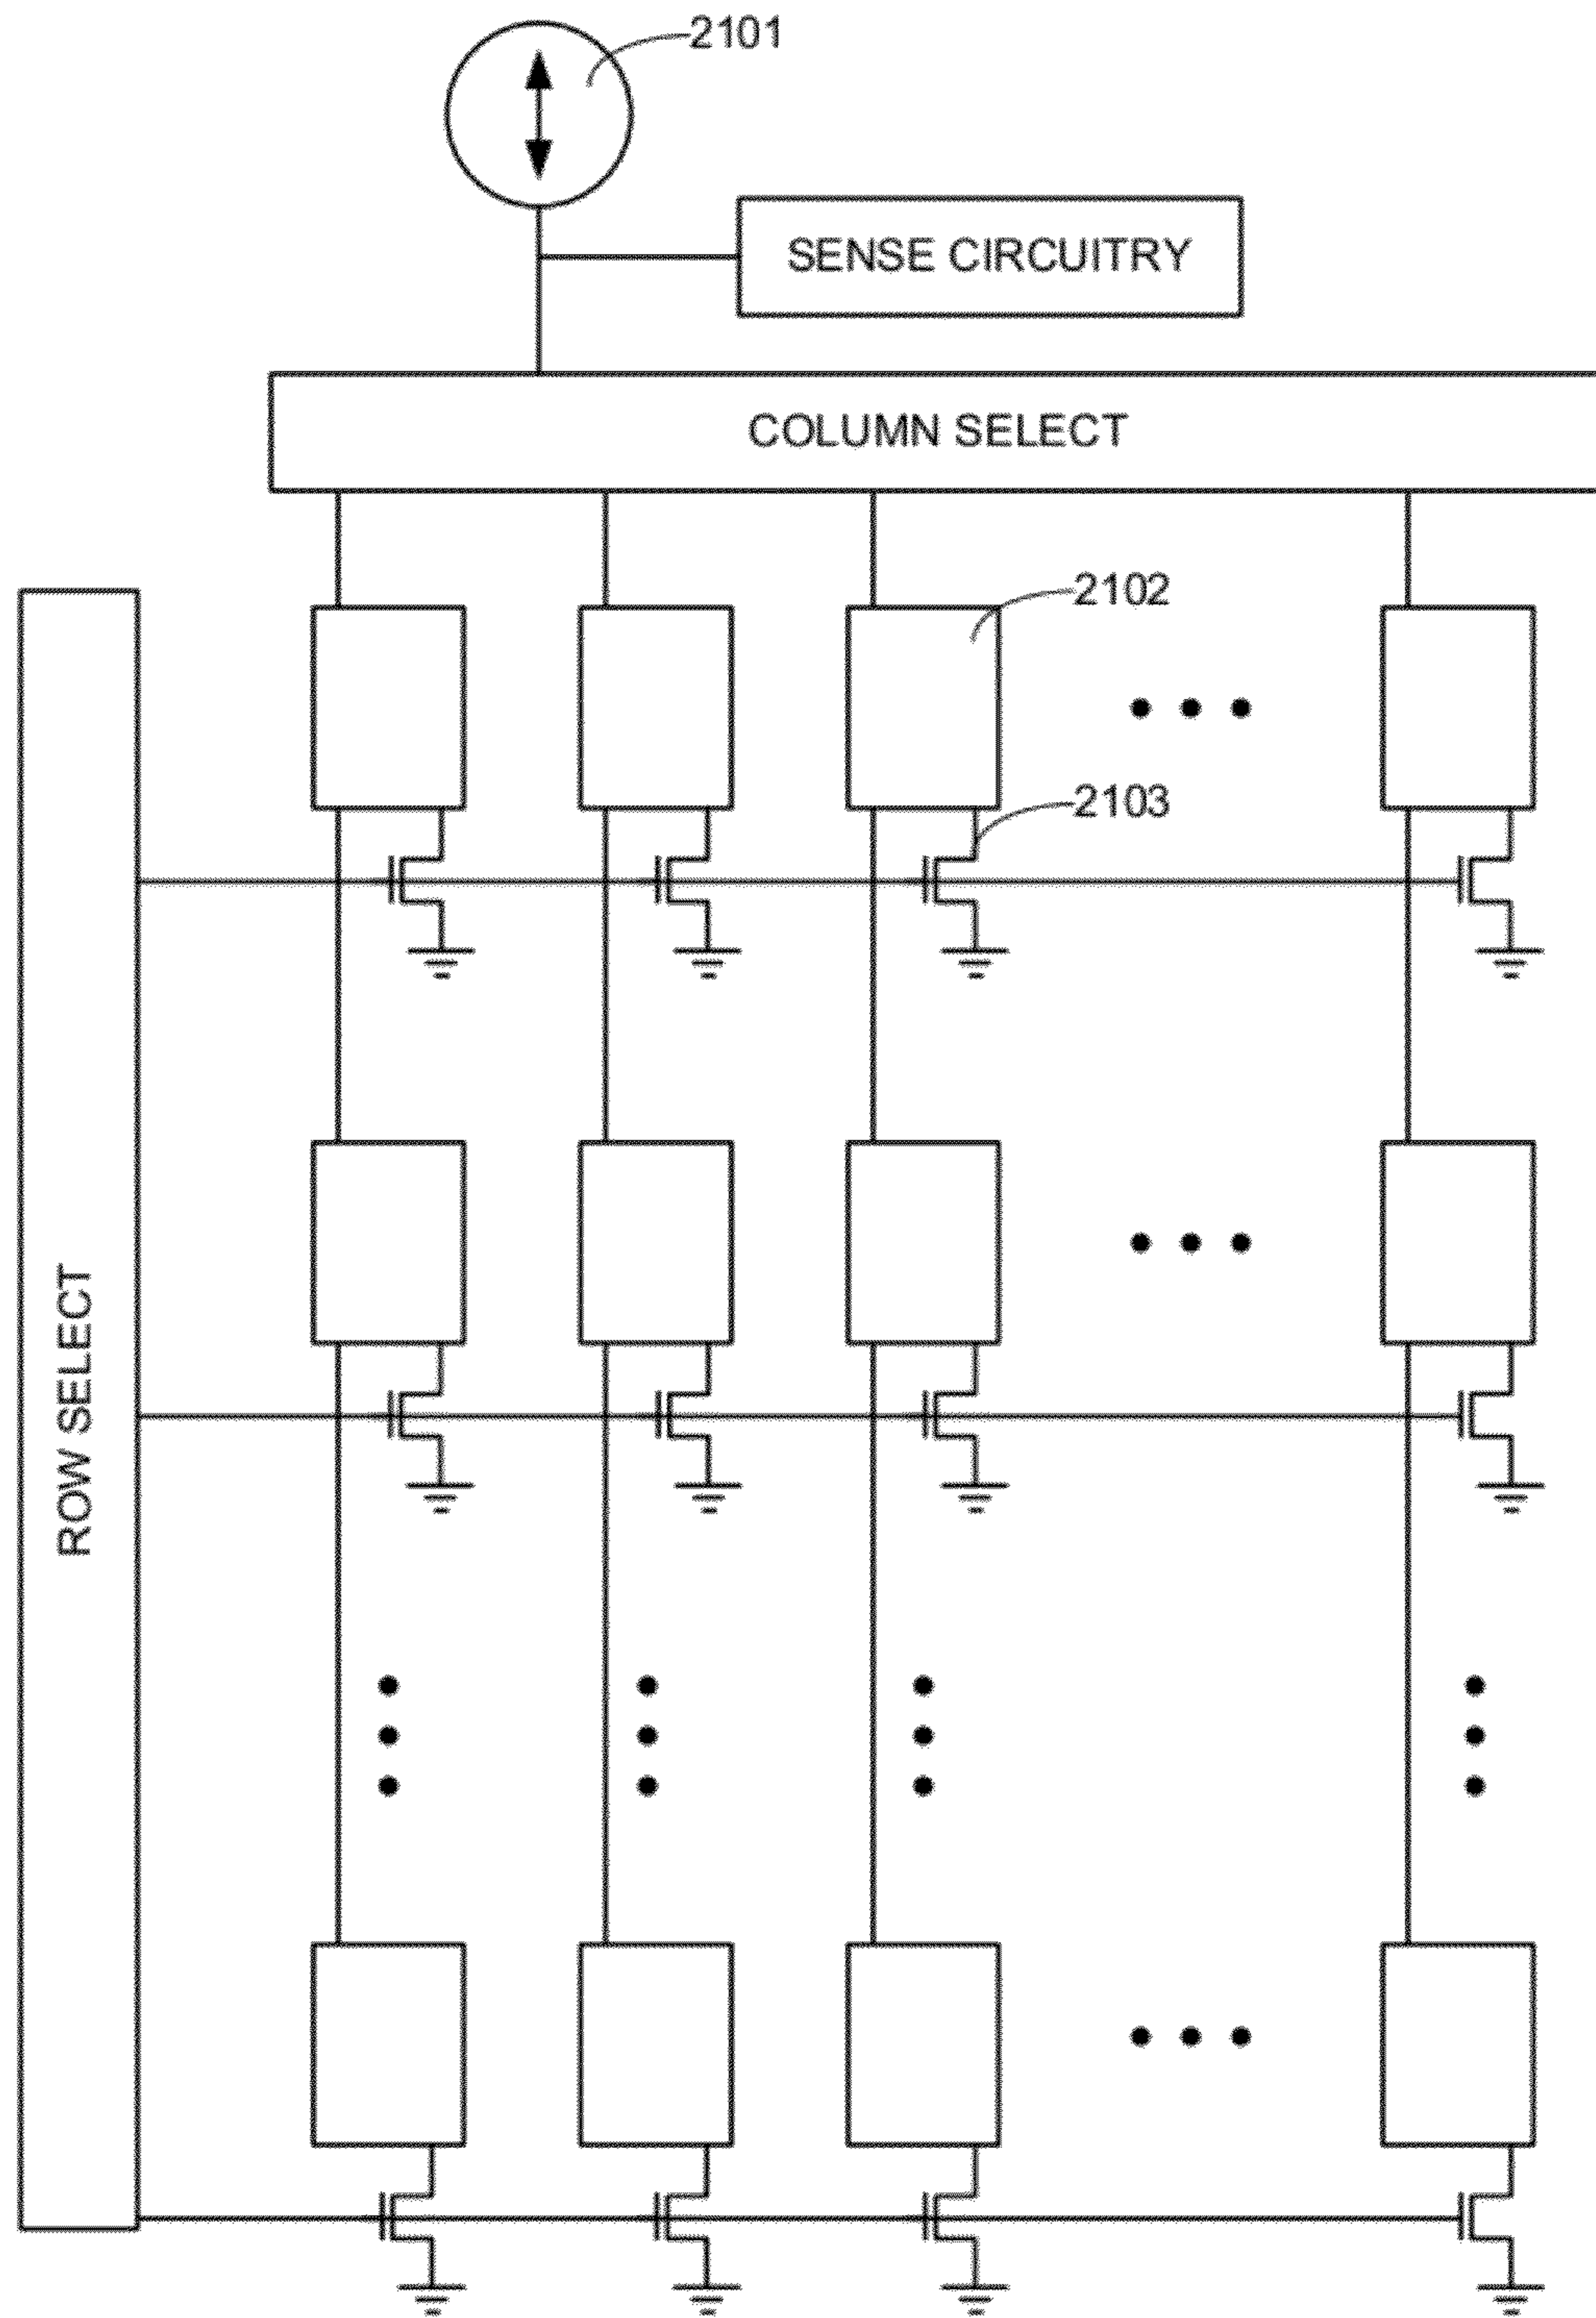 2101
SENSE CIRCUITRY
COLUMN SELECT
2102
2103
ROW SELECT